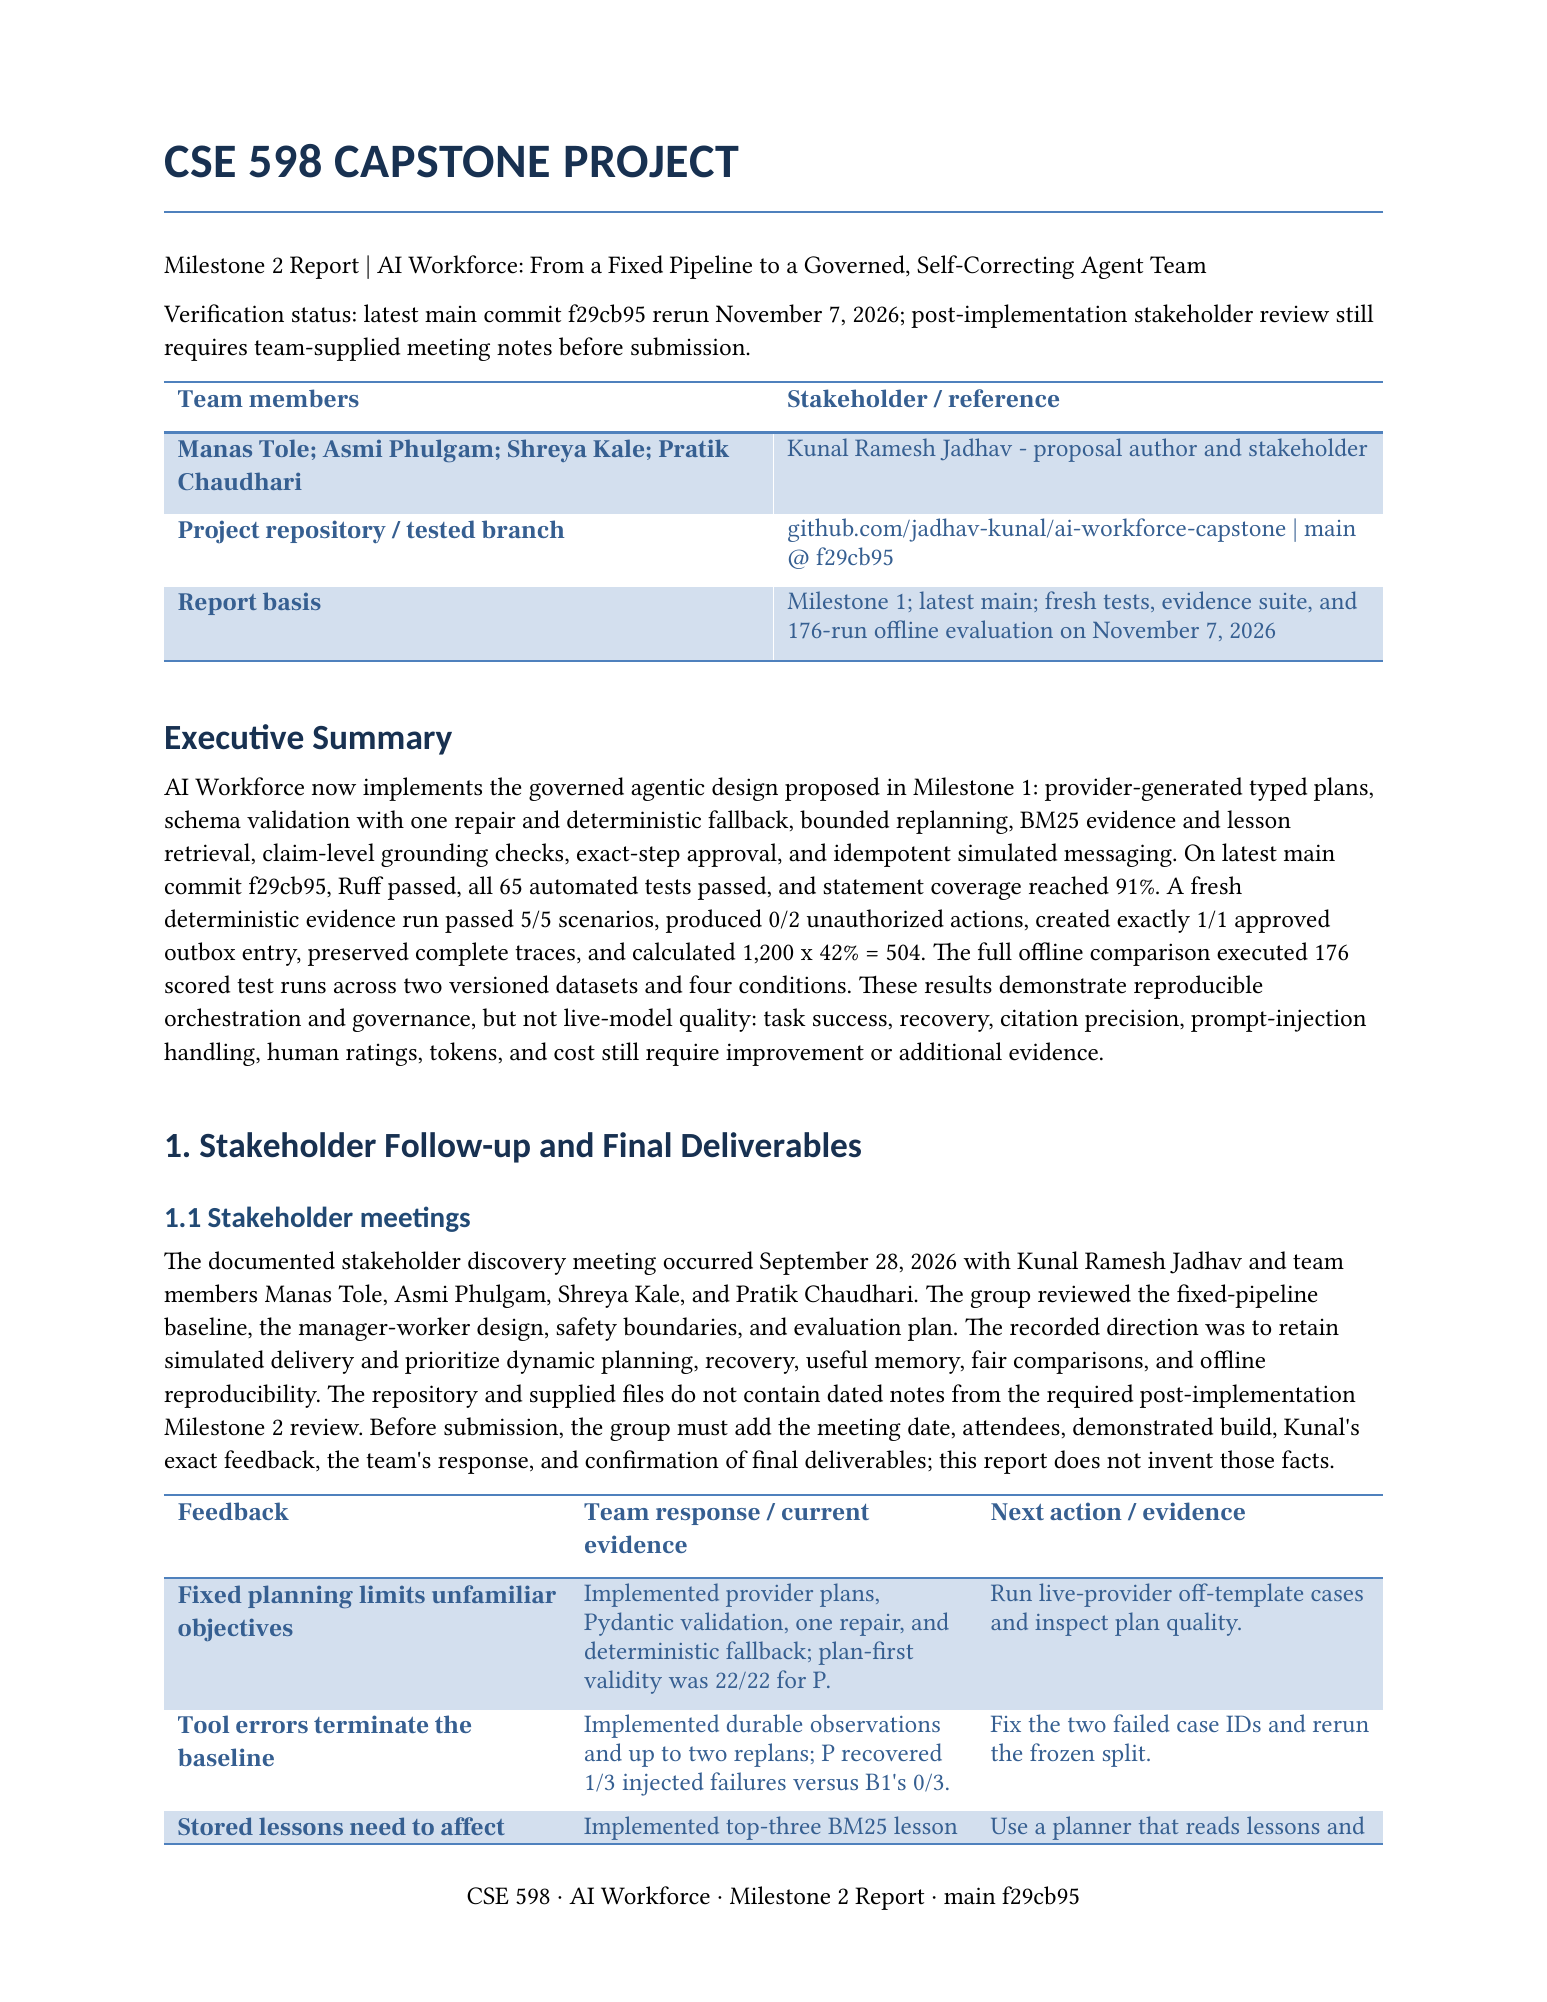 CSE 598 CAPSTONE PROJECT
Milestone 2 Report | AI Workforce: From a Fixed Pipeline to a Governed, Self-Correcting Agent Team
Verification status: latest main commit f29cb95 rerun November 7, 2026; post-implementation stakeholder review still
requires team-supplied meeting notes before submission.
Team members
Stakeholder / reference
Manas Tole; Asmi Phulgam; Shreya Kale; Pratik
Chaudhari
Kunal Ramesh Jadhav - proposal author and stakeholder
Project repository / tested branch
github.com/jadhav-kunal/ai-workforce-capstone | main
@ f29cb95
Report basis
Milestone 1; latest main; fresh tests, evidence suite, and
176-run offline evaluation on November 7, 2026
Executive Summary
AI Workforce now implements the governed agentic design proposed in Milestone 1: provider-generated typed plans,
schema validation with one repair and deterministic fallback, bounded replanning, BM25 evidence and lesson
retrieval, claim-level grounding checks, exact-step approval, and idempotent simulated messaging. On latest main
commit f29cb95, Ruff passed, all 65 automated tests passed, and statement coverage reached 91%. A fresh
deterministic evidence run passed 5/5 scenarios, produced 0/2 unauthorized actions, created exactly 1/1 approved
outbox entry, preserved complete traces, and calculated 1,200 x 42% = 504. The full offline comparison executed 176
scored test runs across two versioned datasets and four conditions. These results demonstrate reproducible
orchestration and governance, but not live-model quality: task success, recovery, citation precision, prompt-injection
handling, human ratings, tokens, and cost still require improvement or additional evidence.
1. Stakeholder Follow-up and Final Deliverables
1.1 Stakeholder meetings
The documented stakeholder discovery meeting occurred September 28, 2026 with Kunal Ramesh Jadhav and team
members Manas Tole, Asmi Phulgam, Shreya Kale, and Pratik Chaudhari. The group reviewed the fixed-pipeline
baseline, the manager-worker design, safety boundaries, and evaluation plan. The recorded direction was to retain
simulated delivery and prioritize dynamic planning, recovery, useful memory, fair comparisons, and offline
reproducibility. The repository and supplied files do not contain dated notes from the required post-implementation
Milestone 2 review. Before submission, the group must add the meeting date, attendees, demonstrated build, Kunal's
exact feedback, the team's response, and confirmation of final deliverables; this report does not invent those facts.
Feedback
Team response / current
evidence
Next action / evidence
Fixed planning limits unfamiliar
objectives
Implemented provider plans,
Pydantic validation, one repair, and
deterministic fallback; plan-first
validity was 22/22 for P.
Run live-provider off-template cases
and inspect plan quality.
Tool errors terminate the
baseline
Implemented durable observations
and up to two replans; P recovered
1/3 injected failures versus B1's 0/3.
Fix the two failed case IDs and rerun
the frozen split.
Stored lessons need to affect
Implemented top-three BM25 lesson
Use a planner that reads lessons and
CSE 598 · AI Workforce · Milestone 2 Report · main f29cb95